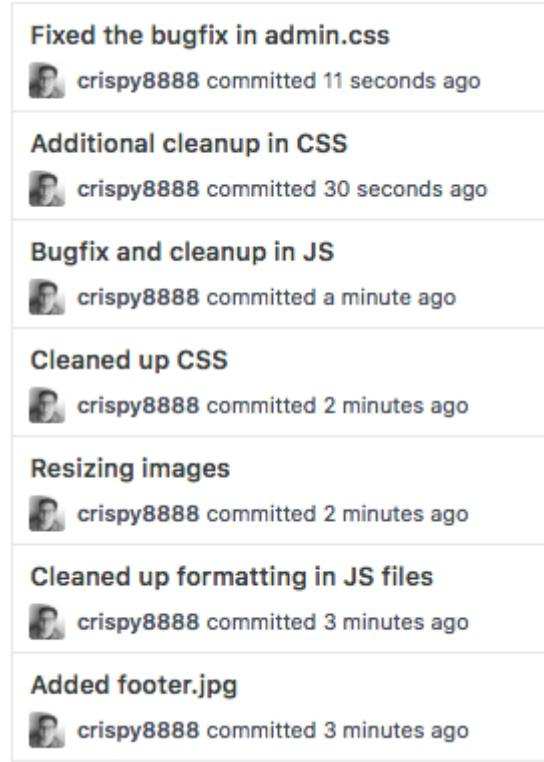 Fixed the bugfix in admin.css
crispy8888 committed 11 seconds ago
Additional cleanup in CSS
crispy8888 committed 30 seconds ago
Bugfix and cleanup in JS
crispy8888 committed a minute ago
Cleaned up CSS
crispy8888 committed 2 minutes ago
Resizing images
crispy8888 committed 2 minutes ago
Cleaned up formatting in JS files
crispy8888 committed 3 minutes ago
Added footer.jpg
crispy8888 committed 3 minutes ago